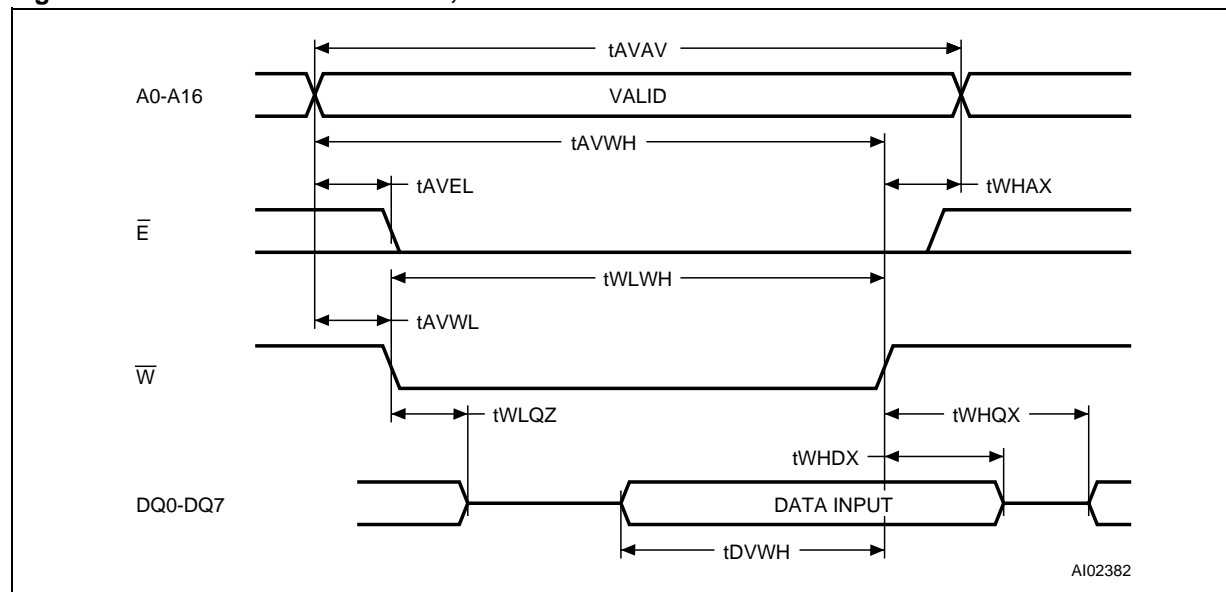 tAVAV
A0-A16
VALID
tAVWH
tAVEL
tWHAX
E̅
tWLWH
tAVWL
W̅
tWLQZ
tWHQX
tWHDX
DQ0-DQ7
DATA INPUT
tDVWH
AI02382